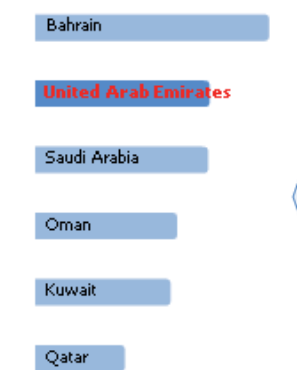 Bahrain
United Arab Emirates
Saudi Arabia
Oman
Kuwait
Qatar